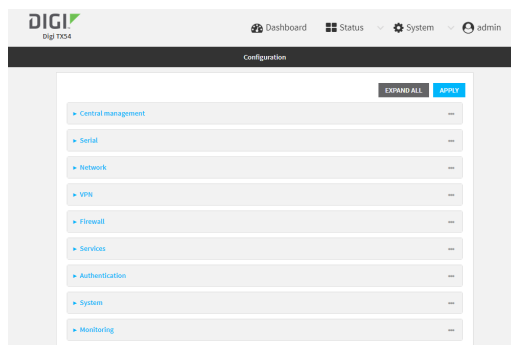 DIGI
Digi TX54
Dashboard Status System admin
Configuration
EXPAND ALL APPLY
Central management
Serial
Network
VPN
Firewall
Services
Authentication
System
Monitoring